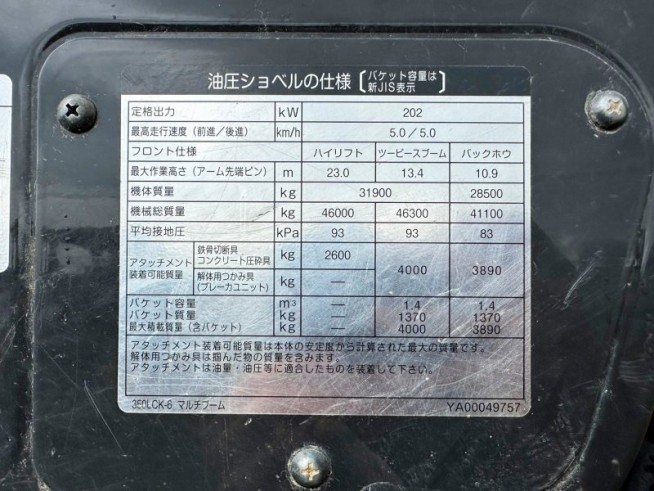 油圧ショベルの仕様 〔バケット容量は新JIS表示〕
定格出力 kW 202
最高走行速度（前進／後進） km/h 5.0／5.0
フロント仕様 ハイリフト ツーピースブーム バックホウ
最大作業高さ（アーム先端ピン） m 23.0 13.4 10.9
機体質量 kg 31900 28500
機械総質量 kg 46000 46300 41100
平均接地圧 kPa 93 93 83
アタッチメント装着可能質量 鉄骨切断具 コンクリート圧砕具 kg 2600 4000 3890
解体用つかみ具（ブレーカユニット） kg —
バケット容量 m³ — 1.4 1.4
バケット質量 kg — 1370 1370
最大積載質量（含バケット） kg — 4000 3890
アタッチメント装着可能質量は本体の安定度から計算された最大の質量です。
解体用つかみ具は掴んだ物の質量を含みます。
アタッチメントは油量・油圧等に適合したものを装着して下さい。
350LCK-6 マルチブーム YA00049757